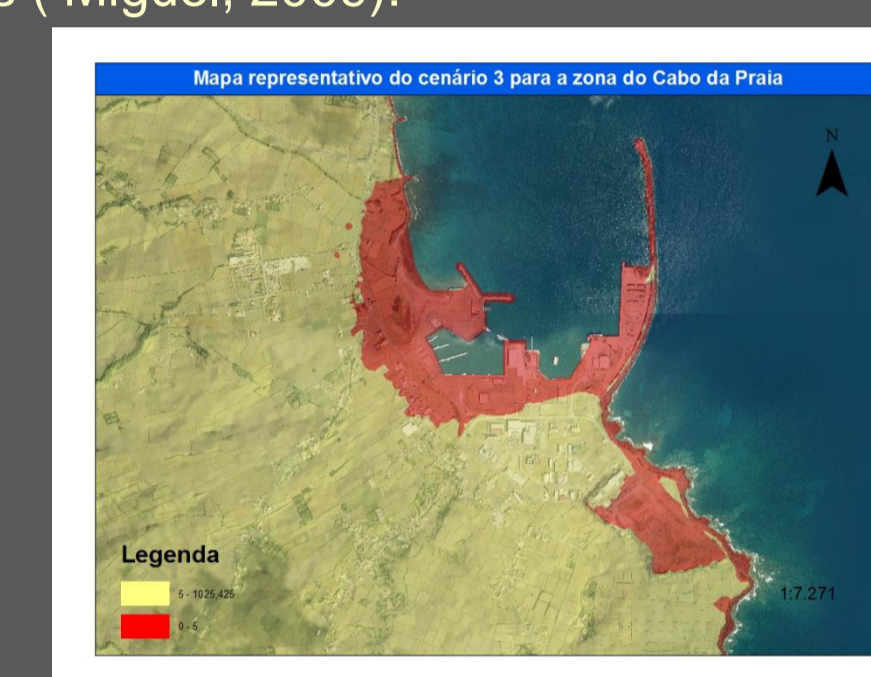 Miguel,
Mapa representativo do cenário 3 para a zona do Cabo da Praia
N
Legenda
5 - 1025,425
0 - 5
1:7.271